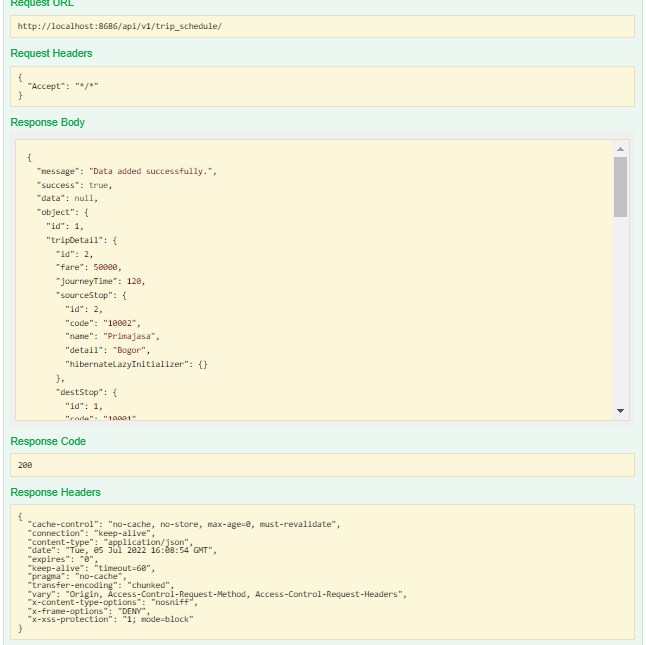 Request URL
http://localhost:8686/api/v1/trip_schedule/
Request Headers
{
  "Accept": "*/*"
}
Response Body
{
  "message": "Data added successfully.",
  "success": true,
  "data": null,
  "object": {
    "id": 1,
    "tripDetail": {
      "id": 2,
      "fare": 50000,
      "journeyTime": 120,
      "sourceStop": {
        "id": 2,
        "code": "10002",
        "name": "Primajasa",
        "detail": "Bogor",
        "hibernateLazyInitializer": {}
      },
      "destStop": {
        "id": 1,
        "code": "10001",
Response Code
200
Response Headers
{
  "cache-control": "no-cache, no-store, max-age=0, must-revalidate",
  "connection": "keep-alive",
  "content-type": "application/json",
  "date": "Tue, 05 Jul 2022 16:08:54 GMT",
  "expires": "0",
  "keep-alive": "timeout=60",
  "pragma": "no-cache",
  "transfer-encoding": "chunked",
  "vary": "Origin, Access-Control-Request-Method, Access-Control-Request-Headers",
  "x-content-type-options": "nosniff",
  "x-frame-options": "DENY",
  "x-xss-protection": "1; mode=block"
}